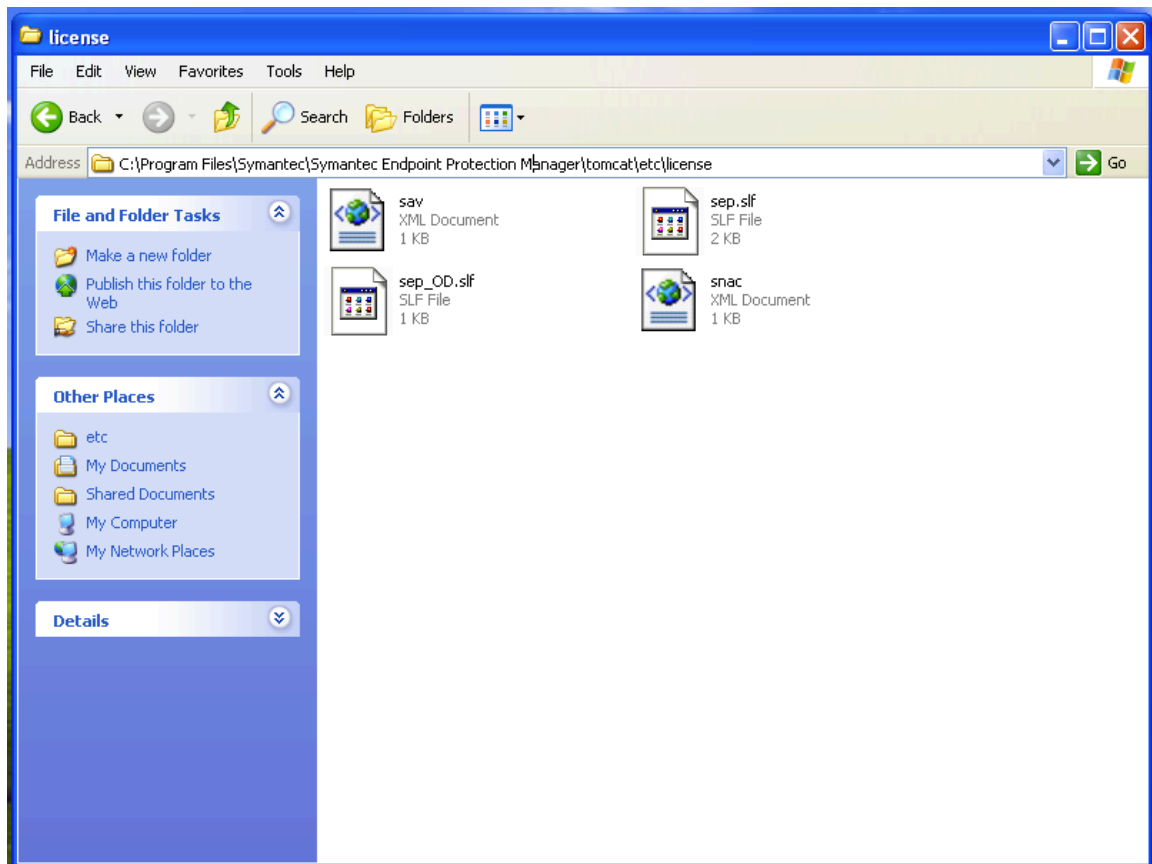 license
File Edit View Favorites Tools Help
Back Search Folders
Address C:\Program Files\Symantec\Symantec Endpoint Protection Manager\tomcat\etc\license Go
File and Folder Tasks
Make a new folder
Publish this folder to the
Web
Share this folder
Other Places
etc
My Documents
Shared Documents
My Computer
My Network Places
Details
sav
XML Document
1 KB
sep.slf
SLF File
2 KB
sep_OD.slf
SLF File
1 KB
snac
XML Document
1 KB